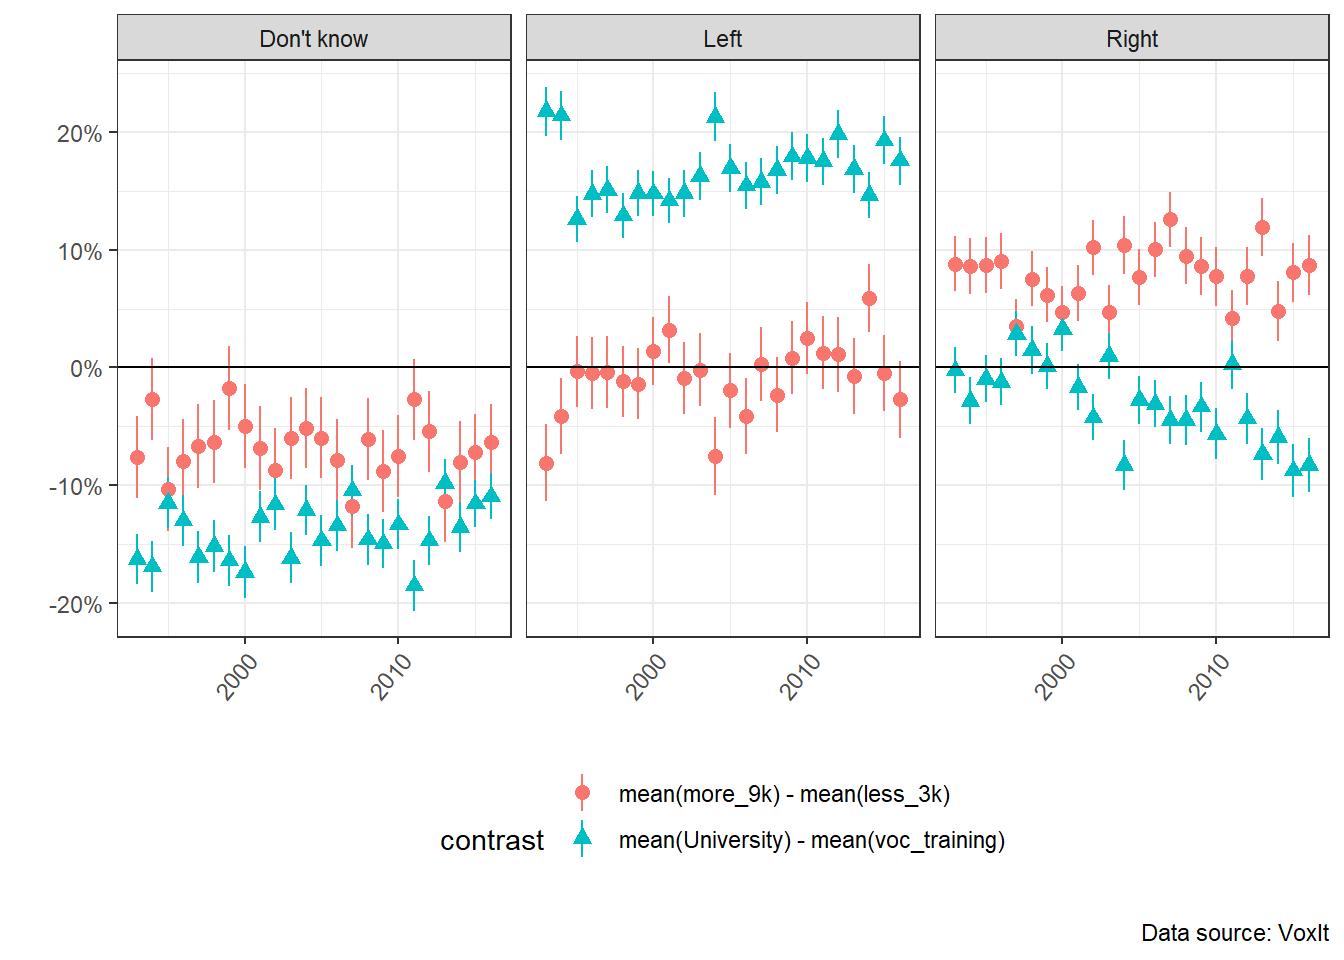 Don't know
Left
Right
20%
10%
0%
-10%
-20%
2000
2010
2000
2010
2000
2010
contrast
mean(more_9k) - mean(less_3k)
mean(University) - mean(voc_training)
Data source: VoxIt